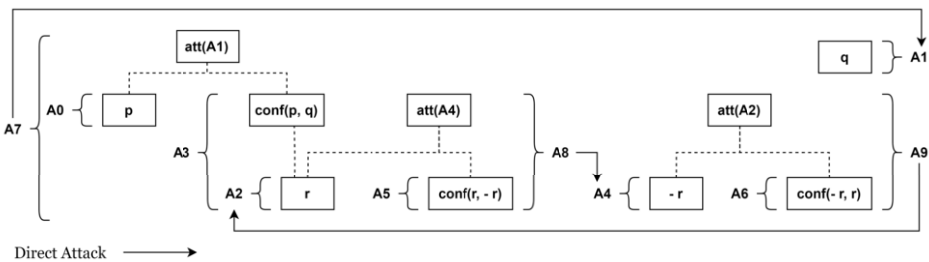 att(A1)
q
A1
A0
p
conf(p, q)
att(A4)
att(A2)
A7
A3
A8
A9
A2
r
A5
conf(r, - r)
A4
- r
A6
conf(- r, r)
Direct Attack